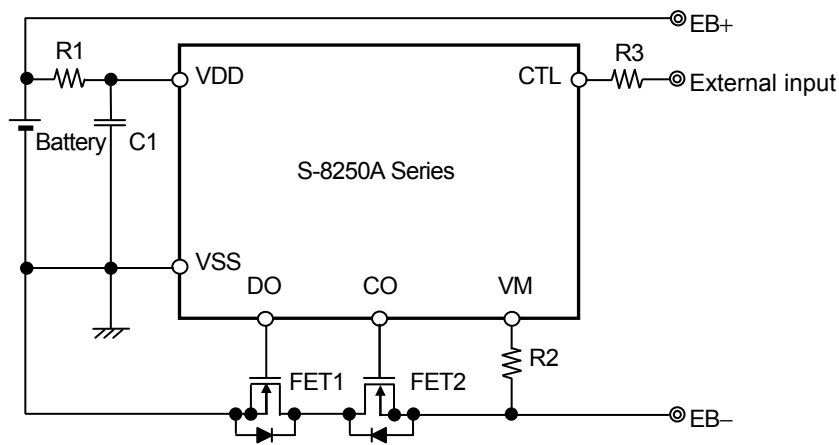 EB+
R1
R3
VDD
CTL
External input
Battery
C1
S-8250A Series
VSS
DO
CO
VM
R2
FET1
FET2
EB−